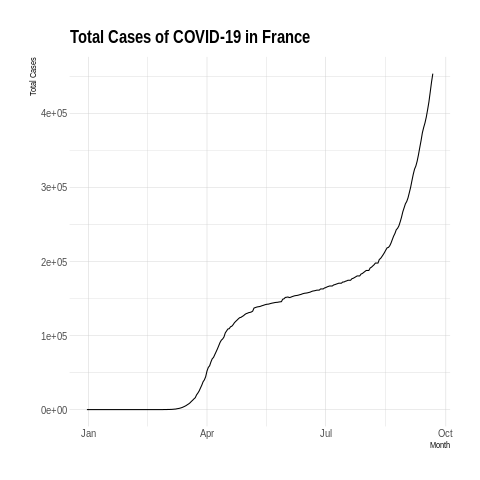 Total Cases of COVID-19 in France
Total Cases
4e+05
3e+05
2e+05
1e+05
0e+00
Jan Apr Jul Oct
Month